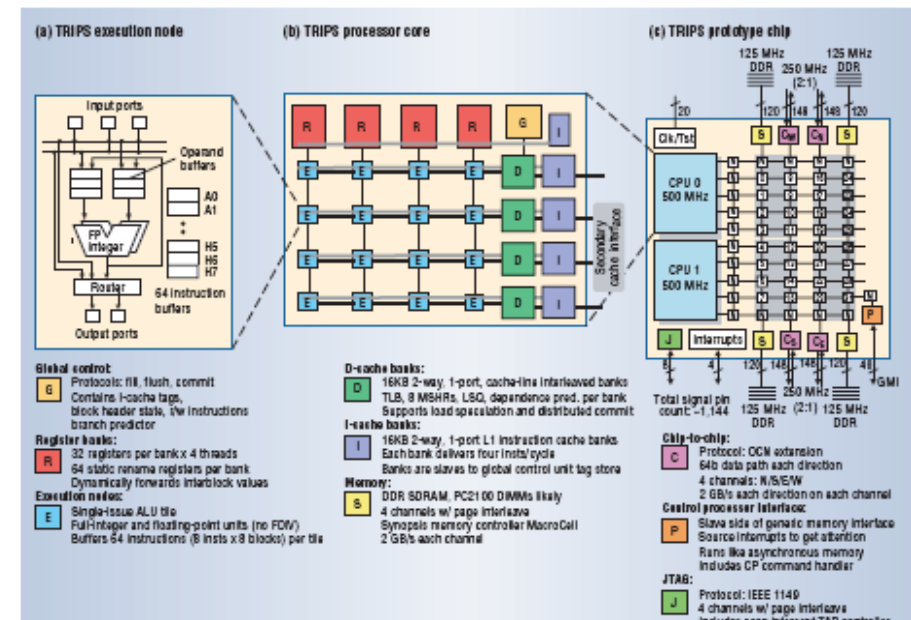 (a) TRIPS execution node
Input ports
Operand
buffers
A0
A1
FP
Integer
H5
H6
H7
Router
64 instruction
buffers
Output ports
(b) TRIPS processor core
R R R R G I
E E E E D I
E E E E D I
E E E E D I
E E E E D I
Secondary
cache interface
(c) TRIPS prototype chip
125 MHz
DDR
250 MHz
(2:1)
125 MHz
DDR
20
120 148 148 120
Clk/Tst
S
S
CPU 0
500 MHz
CPU 1
500 MHz
N
P
J
Interrupts
S
S
4
120
120
48
GMI
Total signal pin
count: ~1,144
125 MHz
DDR
250 MHz
(2:1)
125 MHz
DDR
Global control:
G
Protocols: fill, flush, commit
Contains I-cache tags,
block header state, r/w instructions
branch predictor
Register banks:
R
32 registers per bank x 4 threads
64 static rename registers per bank
Dynamically forwards interblock values
Execution nodes:
E
Single-issue ALU tile
Full-integer and floating-point units (no FDIV)
Buffers 64 instructions (8 insts x 8 blocks) per tile
D-cache banks:
D
16KB 2-way, 1-port, cache-line interleaved banks
TLB, 8 MSHRs, LSQ, dependence pred. per bank
Supports load speculation and distributed commit
I-cache banks:
I
16KB 2-way, 1-port L1 instruction cache banks
Each bank delivers four insts/cycle
Banks are slaves to global control unit tag store
Memory:
S
DDR SDRAM, PC2100 DIMMs likely
4 channels w/ page interleave
Synopsis memory controller MacroCell
2 GB/s each channel
Chip-to-chip:
C
Protocol: OCN extension
64b data path each direction
4 channels: N/S/E/W
2 GB/s each direction on each channel
Control processor interface:
P
Slave side of generic memory interface
Source interrupts to get attention
Runs like asynchronous memory
Includes CP command handler
JTAG:
J
Protocol: IEEE 1149
4 channels w/ page interleave